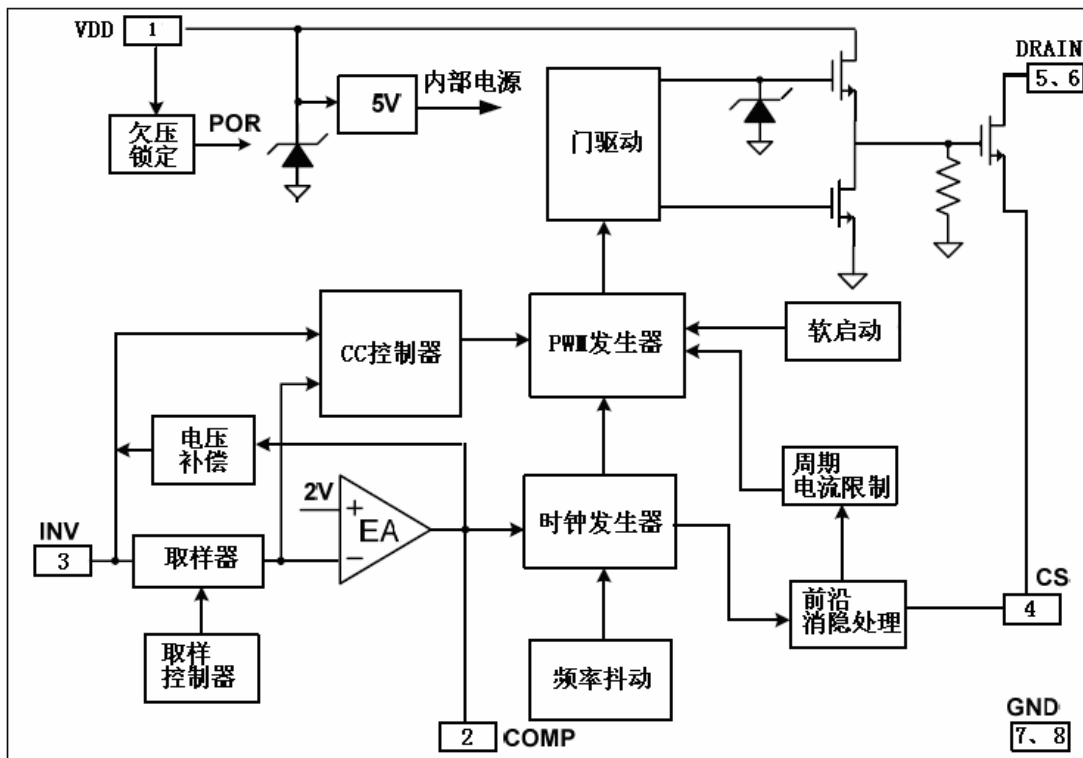 VDD
1
DRAIN
5、6
5V
内部电源
欠压
锁定
POR
门驱动
CC控制器
PWM发生器
软启动
电压
补偿
2V
+
EA
−
时钟发生器
周期
电流限制
INV
3
取样器
前沿
消隐处理
CS
4
取样
控制器
频率抖动
2
COMP
GND
7、8